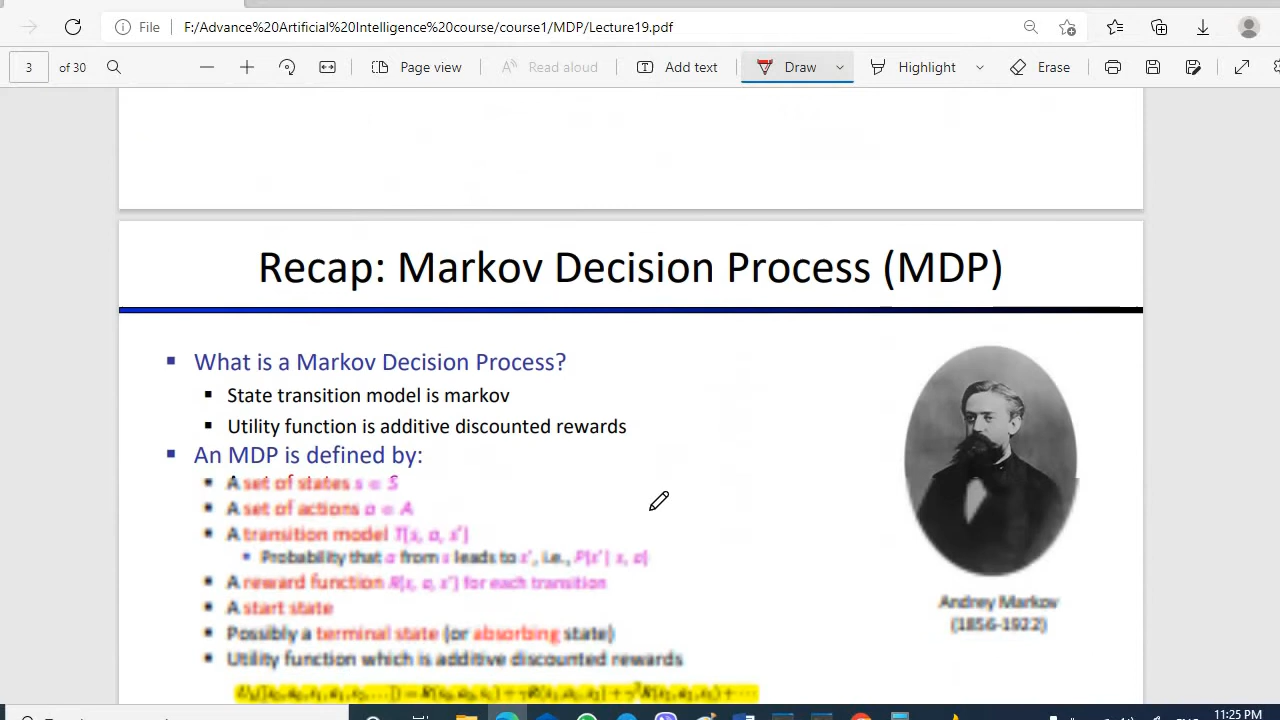 File
F:/Advance%20Artificial%20Intelligence%20course/course1/MDP/Lecture19.pdf
3 of 30
Page view
Read aloud
Add text
Draw
Highlight
Erase
Recap: Markov Decision Process (MDP)
What is a Markov Decision Process?
State transition model is markov
Utility function is additive discounted rewards
An MDP is defined by:
A set of states s ∈ S
A set of actions a ∈ A
A transition model T(s, a, s')
Probability that a from s leads to s', i.e., P(s'| s, a)
A reward function R(s, a, s') for each transition
A start state
Possibly a terminal state (or absorbing state)
Utility function which is additive discounted rewards
Andrey Markov
(1856-1922)
11:25 PM